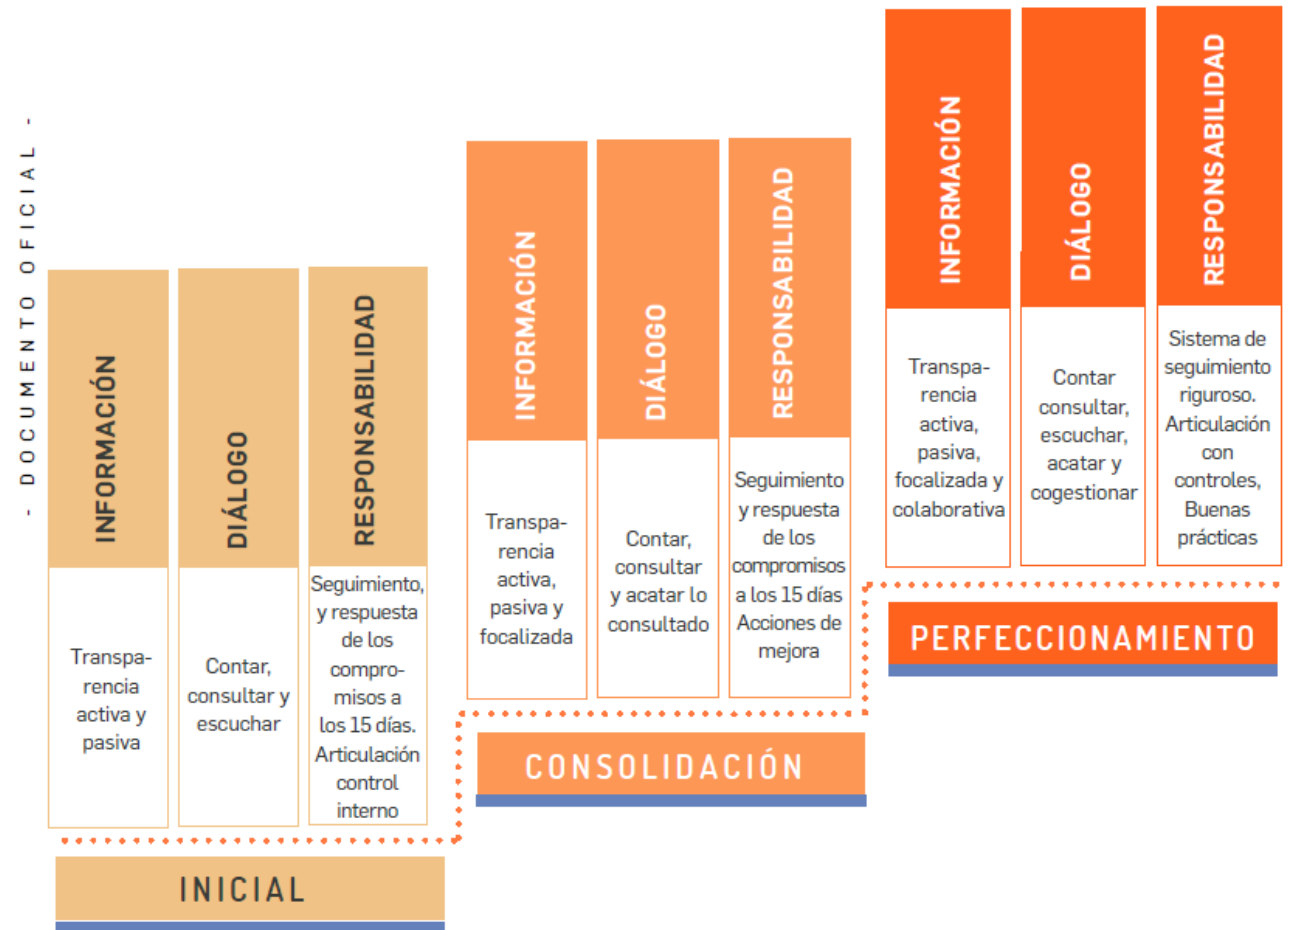 - DOCUMENTO OFICIAL -
INFORMACIÓN
Transpa-
rencia
activa y
pasiva
DIÁLOGO
Contar,
consultar y
escuchar
RESPONSABILIDAD
Seguimiento,
y respuesta
de los
compro-
misos a
los 15 días.
Articulación
control
interno
INICIAL
INFORMACIÓN
Transpa-
rencia
activa,
pasiva y
focalizada
DIÁLOGO
Contar,
consultar
y acatar lo
consultado
RESPONSABILIDAD
Seguimiento
y respuesta
de los
compromisos
a los 15 días
Acciones de
mejora
CONSOLIDACIÓN
INFORMACIÓN
Transpa-
rencia
activa,
pasiva,
focalizada y
colaborativa
DIÁLOGO
Contar
consultar,
escuchar,
acatar y
cogestionar
RESPONSABILIDAD
Sistema de
seguimiento
riguroso.
Articulación
con
controles,
Buenas
prácticas
PERFECCIONAMIENTO